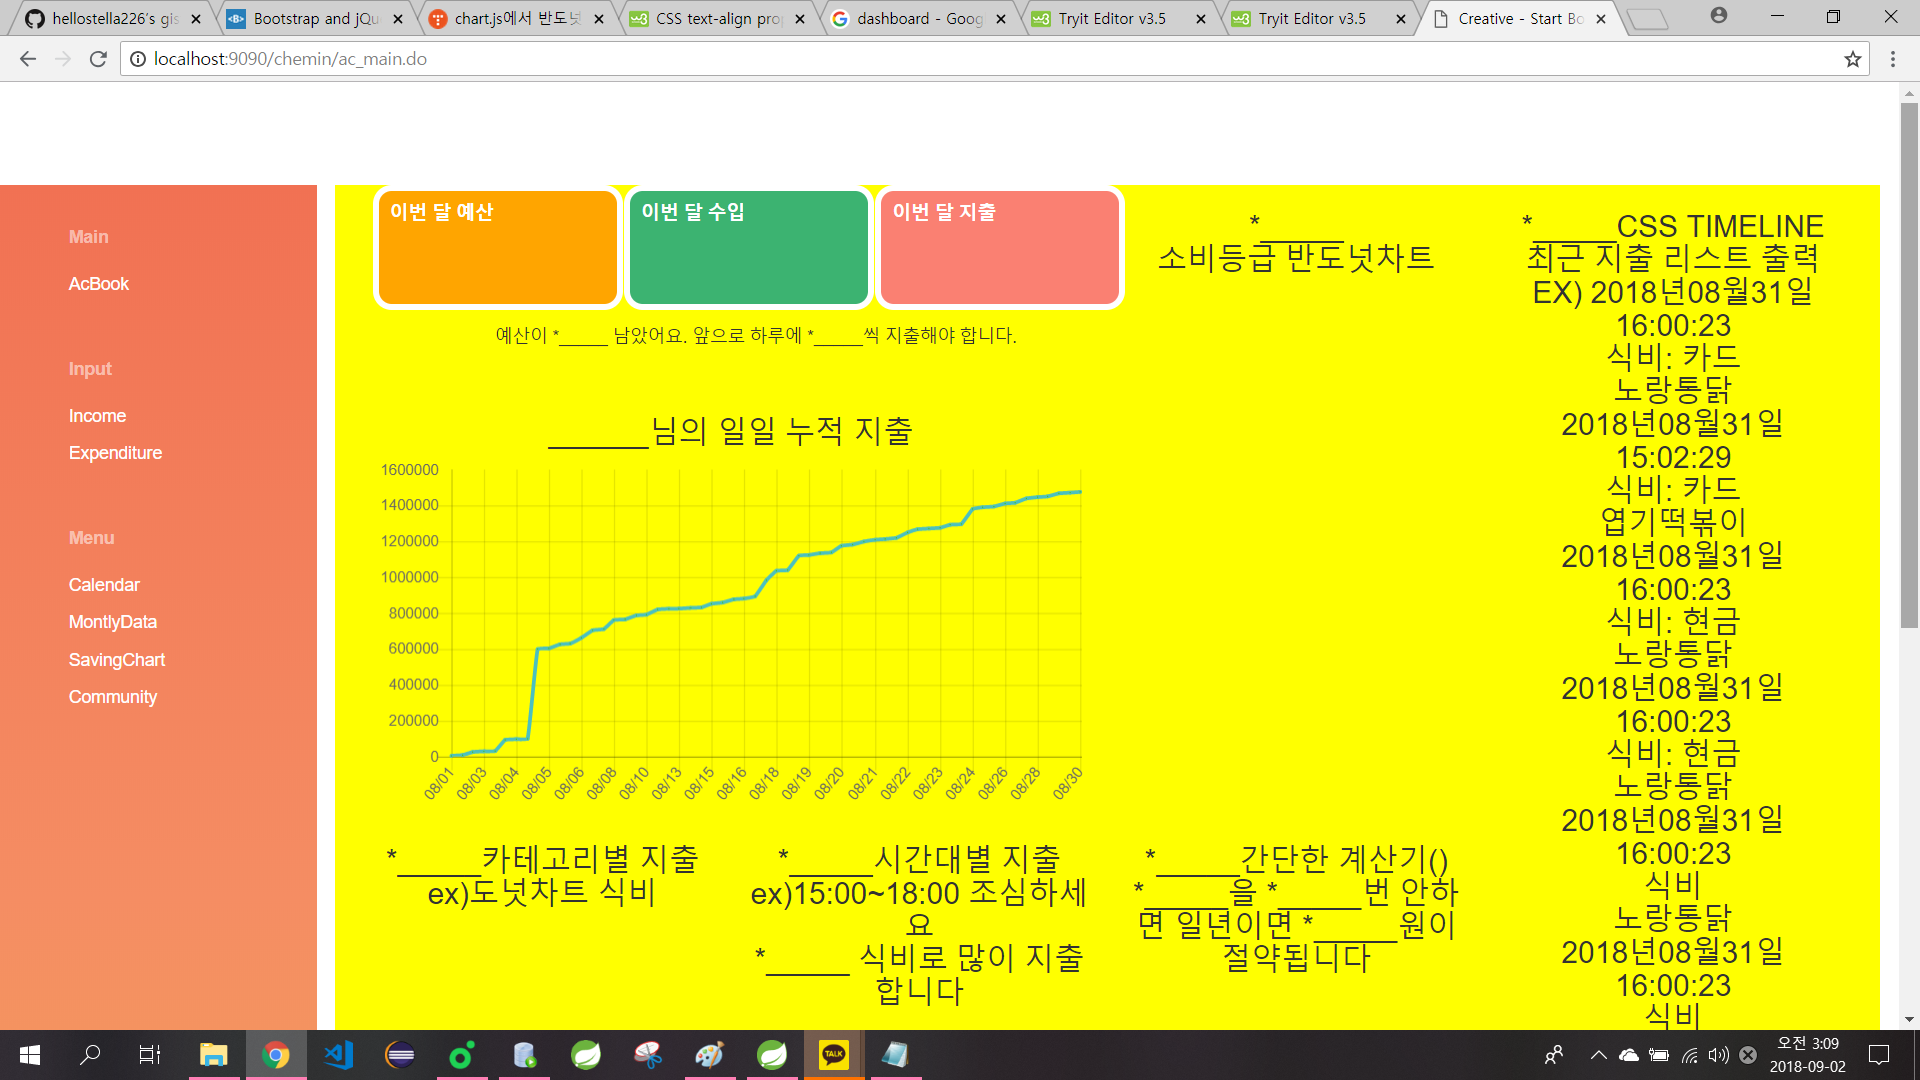 hellostella226's gis
Bootstrap and jQu
chart.js에서 반도넛
CSS text-align prop
dashboard - Goog
Tryit Editor v3.5
Tryit Editor v3.5
Creative - Start Bo
localhost:9090/chemin/ac_main.do
Main
AcBook
Input
Income
Expenditure
Menu
Calendar
MontlyData
SavingChart
Community
이번 달 예산
이번 달 수입
이번 달 지출
예산이 *_____ 남았어요. 앞으로 하루에 *_____씩 지출해야 합니다.
______님의 일일 누적 지출
1600000
1400000
1200000
1000000
800000
600000
400000
200000
0
08/01
08/03
08/04
08/05
08/06
08/08
08/10
08/13
08/15
08/16
08/18
08/19
08/20
08/21
08/22
08/23
08/24
08/26
08/28
08/30
*_____
소비등급 반도넛차트
*_____CSS TIMELINE
최근 지출 리스트 출력
EX) 2018년08월31일
16:00:23
식비: 카드
노랑통닭
2018년08월31일
15:02:29
식비: 카드
엽기떡볶이
2018년08월31일
16:00:23
식비: 현금
노랑통닭
2018년08월31일
16:00:23
식비: 현금
노랑통닭
2018년08월31일
16:00:23
식비
노랑통닭
2018년08월31일
16:00:23
식비
*_____카테고리별 지출
ex)도넛차트 식비
*_____시간대별 지출
ex)15:00~18:00 조심하세
요
*_____ 식비로 많이 지출
합니다
*_____간단한 계산기()
*_____을 *_____번 안하
면 일년이면 *_____원이
절약됩니다
TALK
오전 3:09
2018-09-02